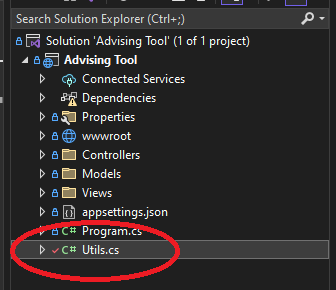 Search Solution Explorer (Ctrl+;)
Solution 'Advising Tool' (1 of 1 project)
Advising Tool
Connected Services
Dependencies
Properties
wwwroot
Controllers
Models
Views
appsettings.json
C# Program.cs
C# Utils.cs